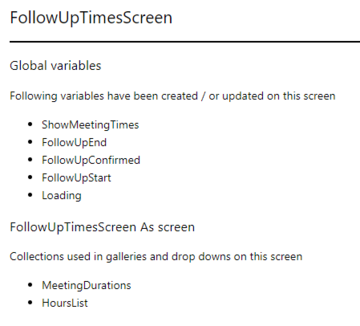 FollowUpTimesScreen
Global variables
Following variables have been created / or updated on this screen
• ShowMeetingTimes
• FollowUpEnd
• FollowUpConfirmed
• FollowUpStart
• Loading
FollowUpTimesScreen As screen
Collections used in galleries and drop downs on this screen
• MeetingDurations
• HoursList